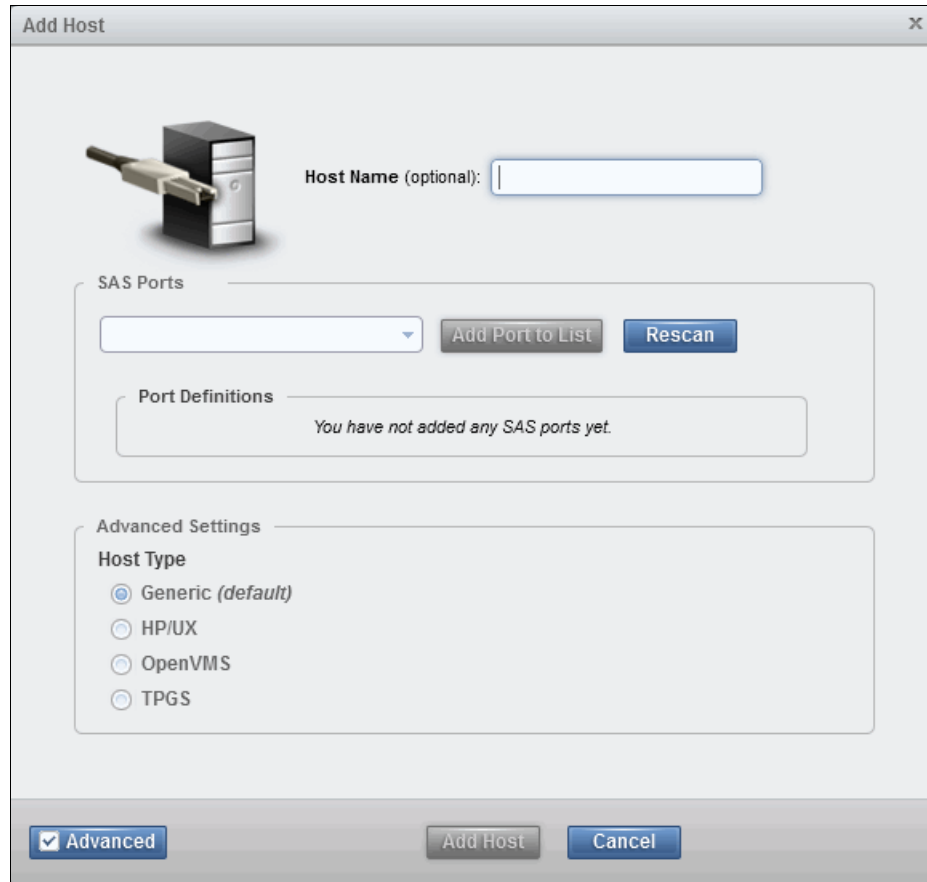 Add Host x
Host Name (optional):
SAS Ports
Add Port to List Rescan
Port Definitions
You have not added any SAS ports yet.
Advanced Settings
Host Type
Generic (default)
HP/UX
OpenVMS
TPGS
Advanced Add Host Cancel